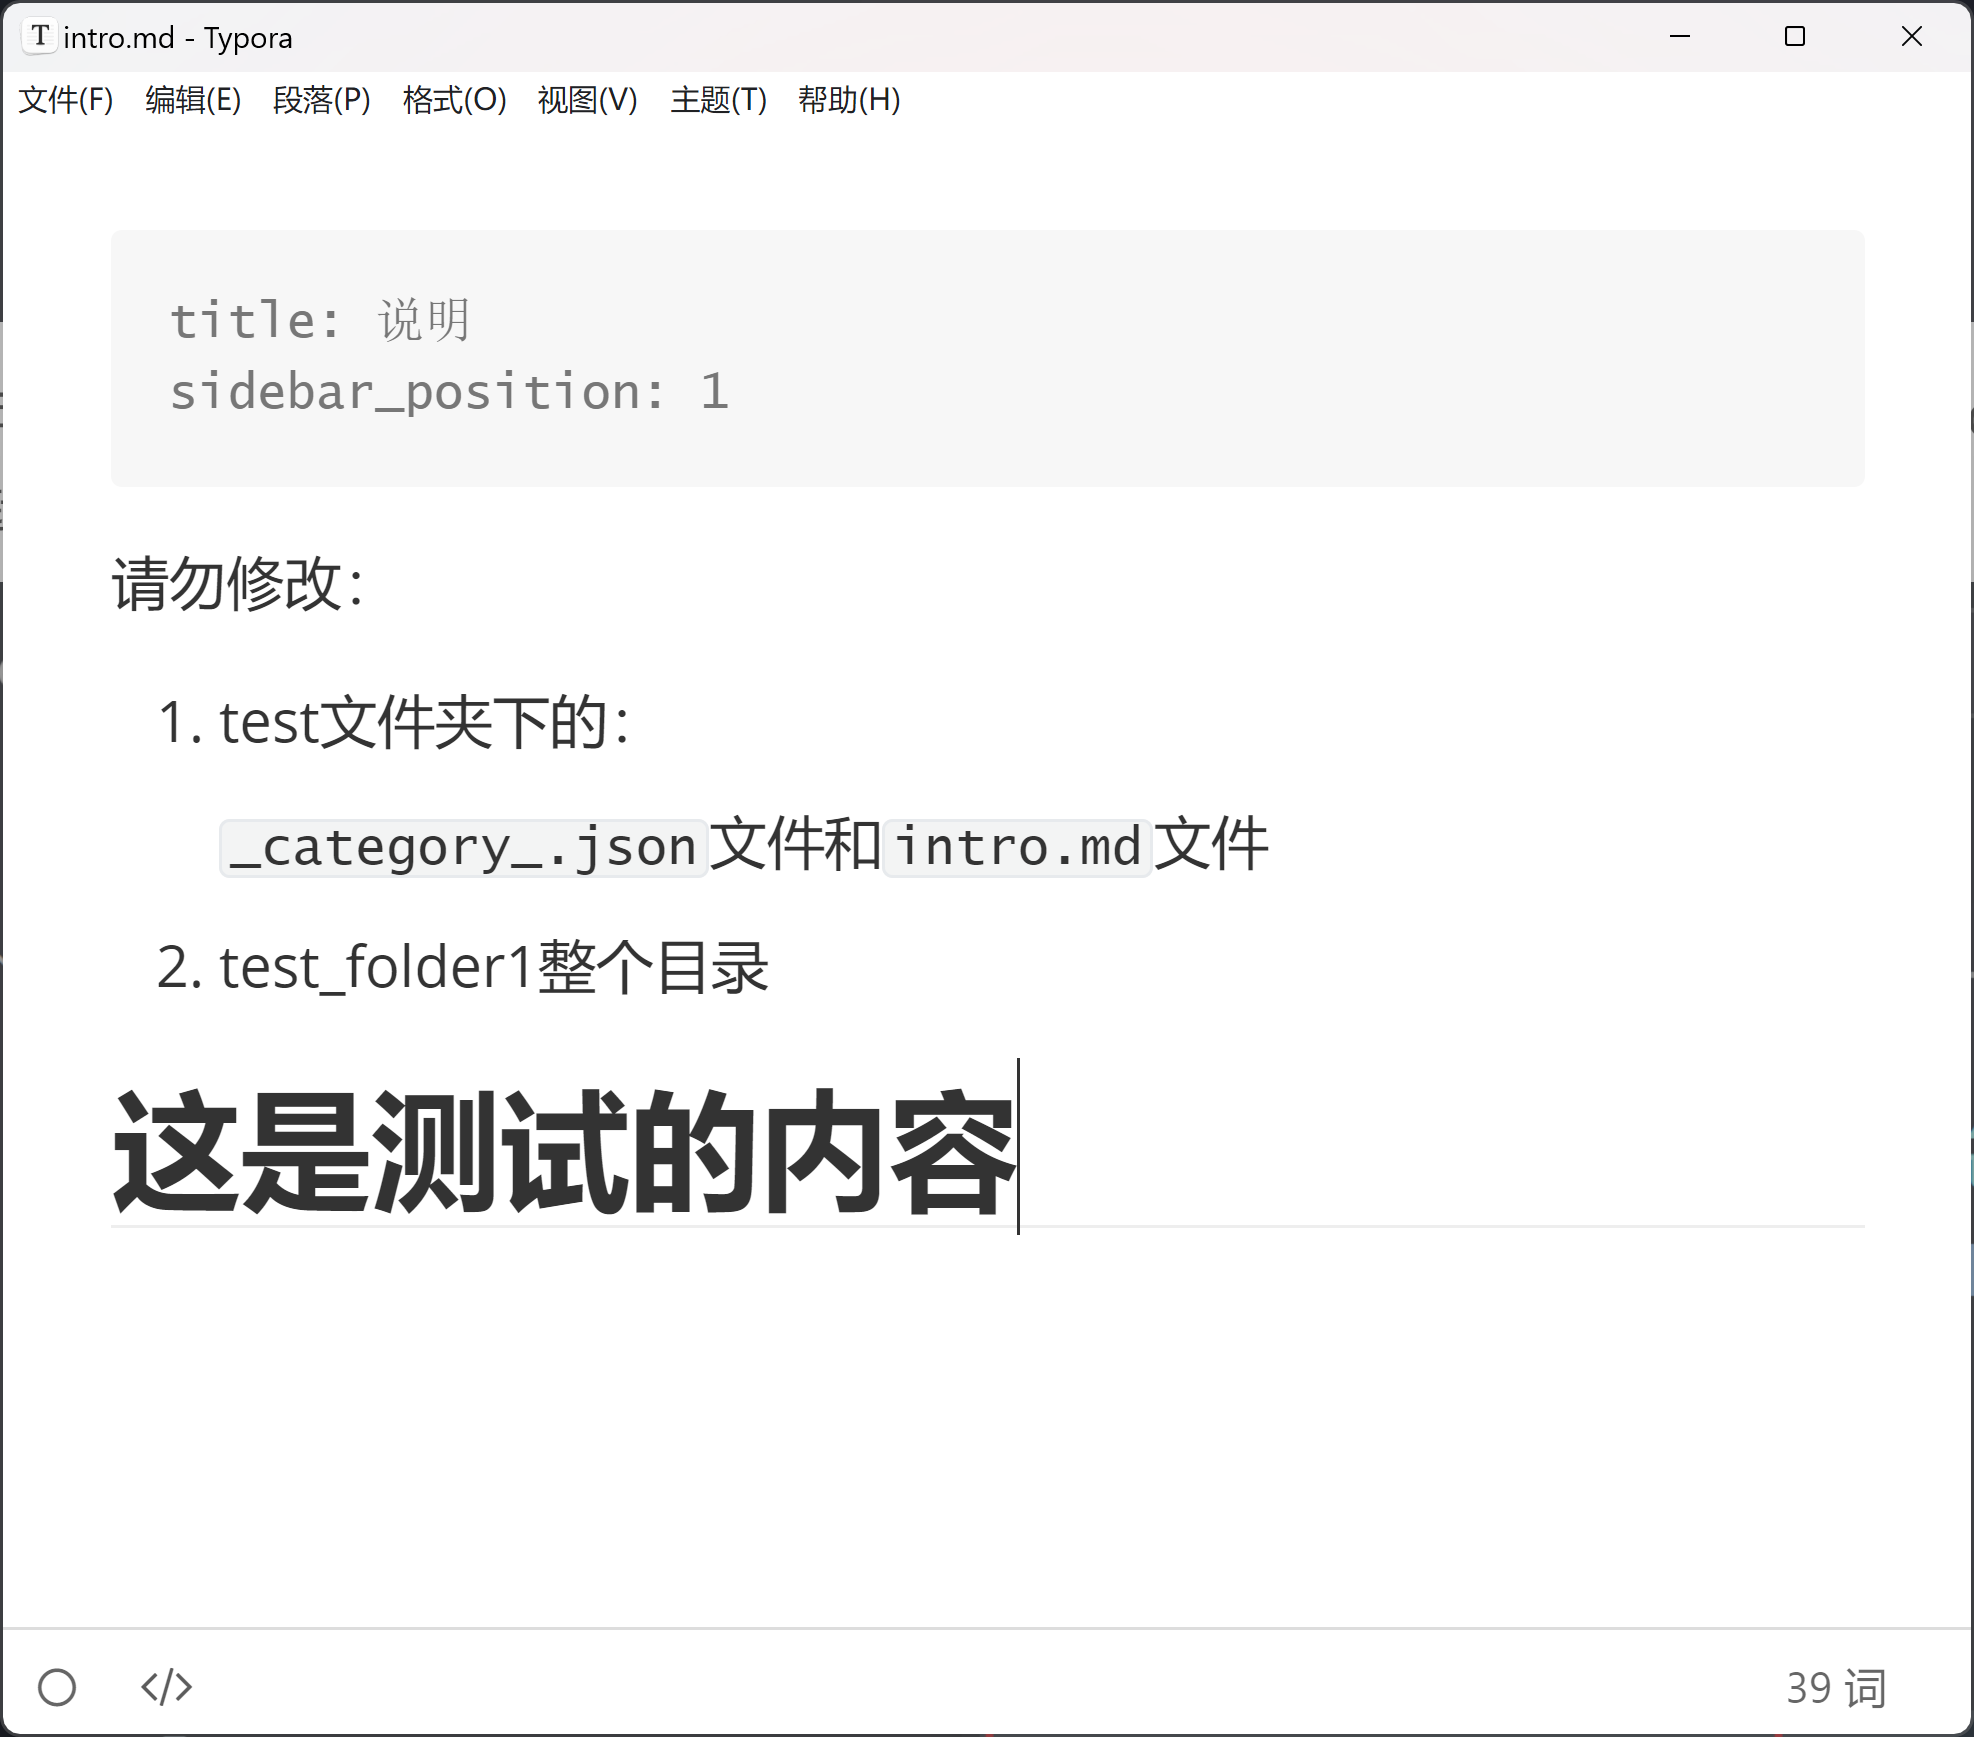 T intro.md - Typora
文件(F) 编辑(E) 段落(P) 格式(O) 视图(V) 主题(T) 帮助(H)
title: 说明
sidebar_position: 1
请勿修改：
1. test文件夹下的：
_category_.json文件和intro.md文件
2. test_folder1整个目录
这是测试的内容
</> 39 词